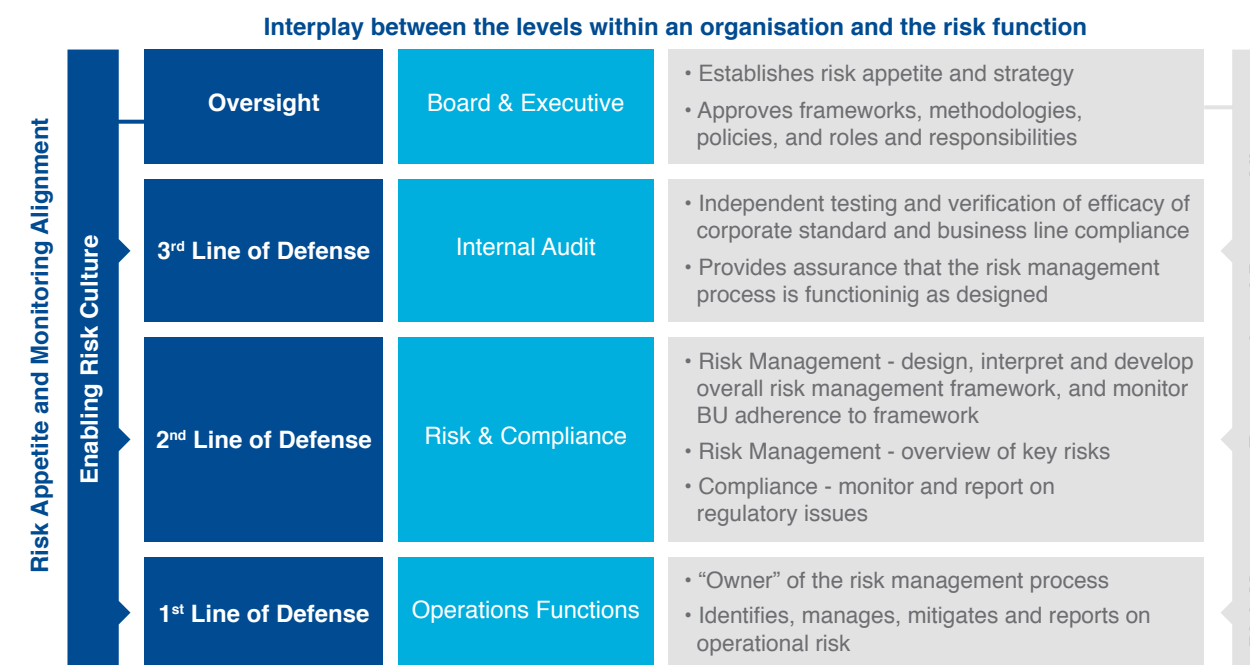 Interplay between the levels within an organisation and the risk function
Risk Appetite and Monitoring Alignment
Enabling Risk Culture
Oversight
Board & Executive
• Establishes risk appetite and strategy
• Approves frameworks, methodologies,
policies, and roles and responsibilities
3rd Line of Defense
Internal Audit
• Independent testing and verification of efficacy of
corporate standard and business line compliance
• Provides assurance that the risk management
process is functioninig as designed
2nd Line of Defense
Risk & Compliance
• Risk Management - design, interpret and develop
overall risk management framework, and monitor
BU adherence to framework
• Risk Management - overview of key risks
• Compliance - monitor and report on
regulatory issues
1st Line of Defense
Operations Functions
• “Owner” of the risk management process
• Identifies, manages, mitigates and reports on
operational risk